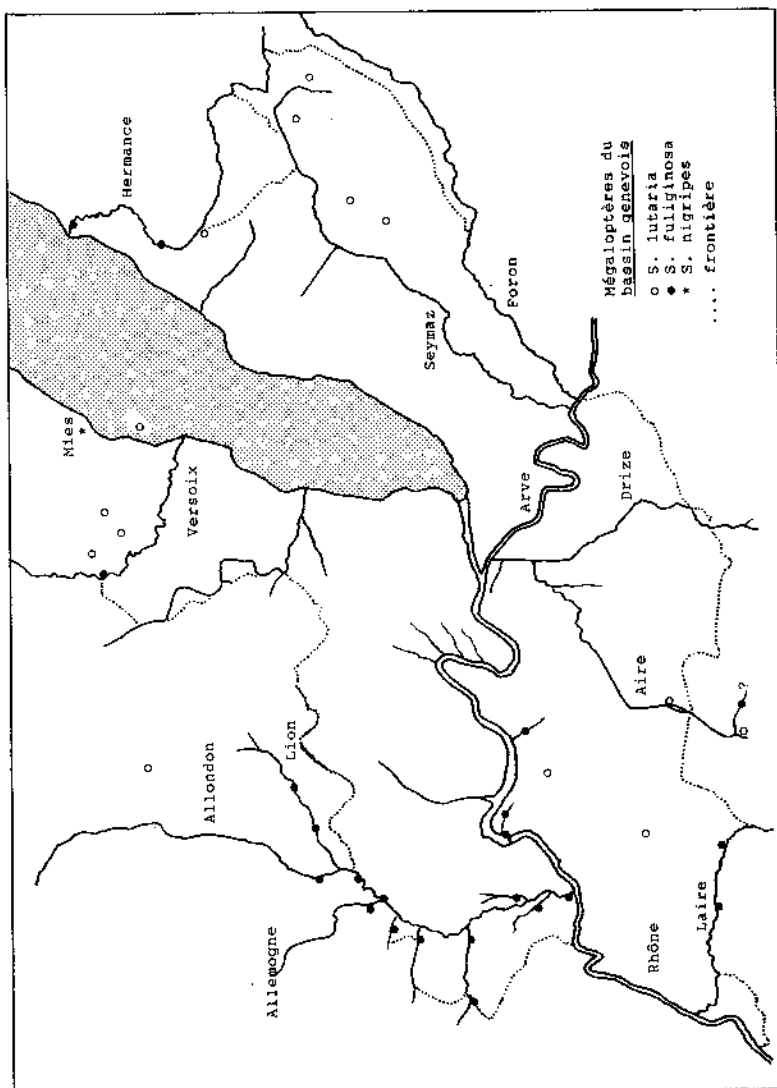 Hermance
Mies
Versoix
Seymaz
Foron
Arve
Drize
Allondon
Lion
Aire
Allemogne
Laire
Rhône
?
Mégaloptères du
bassin genevois
o S. lutaria
● S. fuliginosa
* S. nigripes
.... frontière